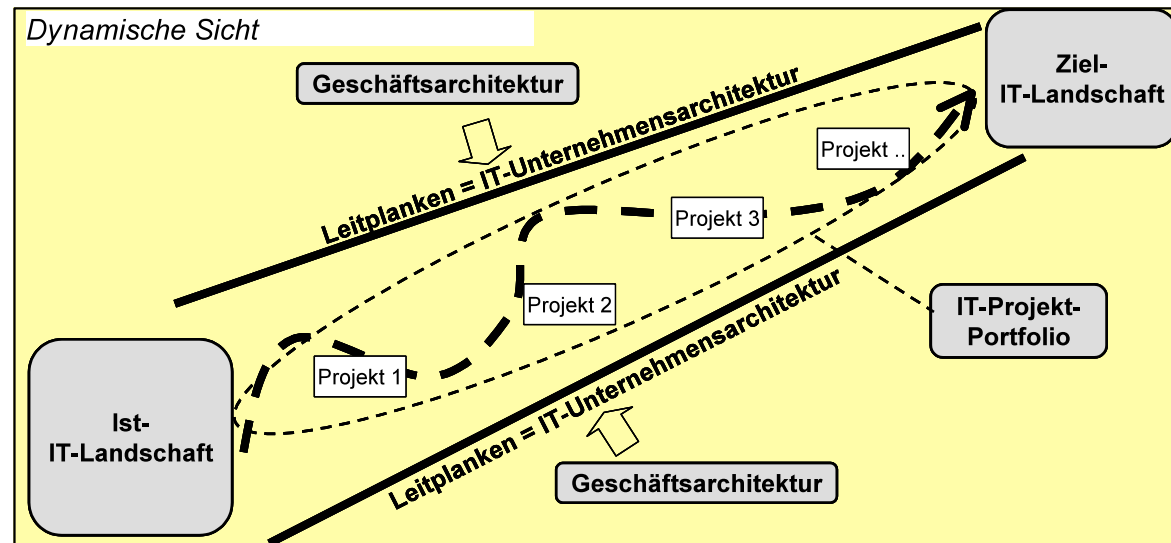 Dynamische Sicht
Geschäftsarchitektur
Ziel-
IT-Landschaft
Leitplanken = IT-Unternehmensarchitektur
Projekt ..
Projekt 3
Projekt 2
Projekt 1
IT-Projekt-
Portfolio
Ist-
IT-Landschaft
Leitplanken = IT-Unternehmensarchitektur
Geschäftsarchitektur